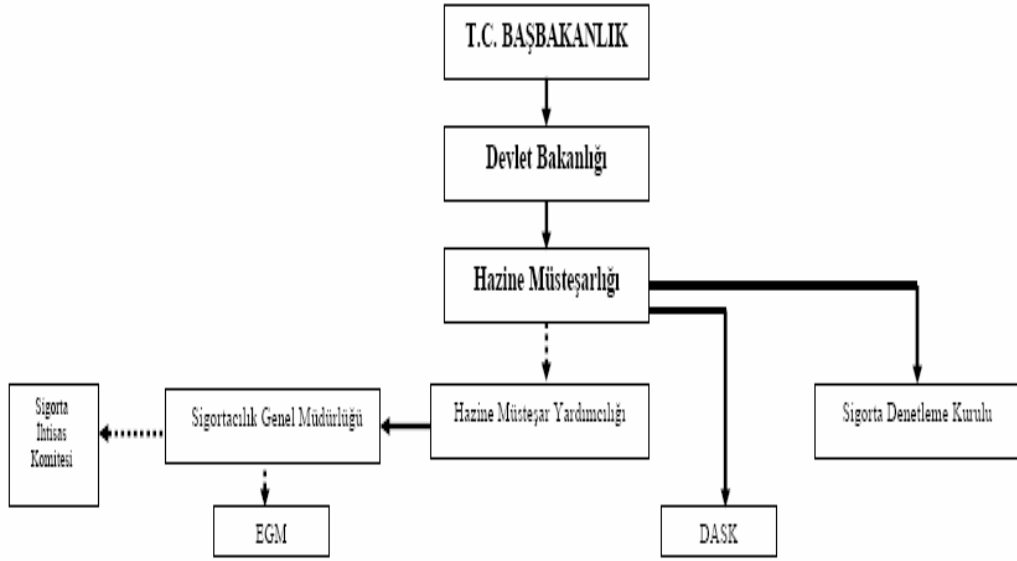 T.C. BAŞBAKANLIK
Devlet Bakanlığı
Hazine Müsteşarlığı
Sigorta
İhtisas
Komitesi
Sigortacılık Genel Müdürlüğü
Hazine Müsteşar Yardımcılığı
Sigorta Denetleme Kurulu
EGM
DASK